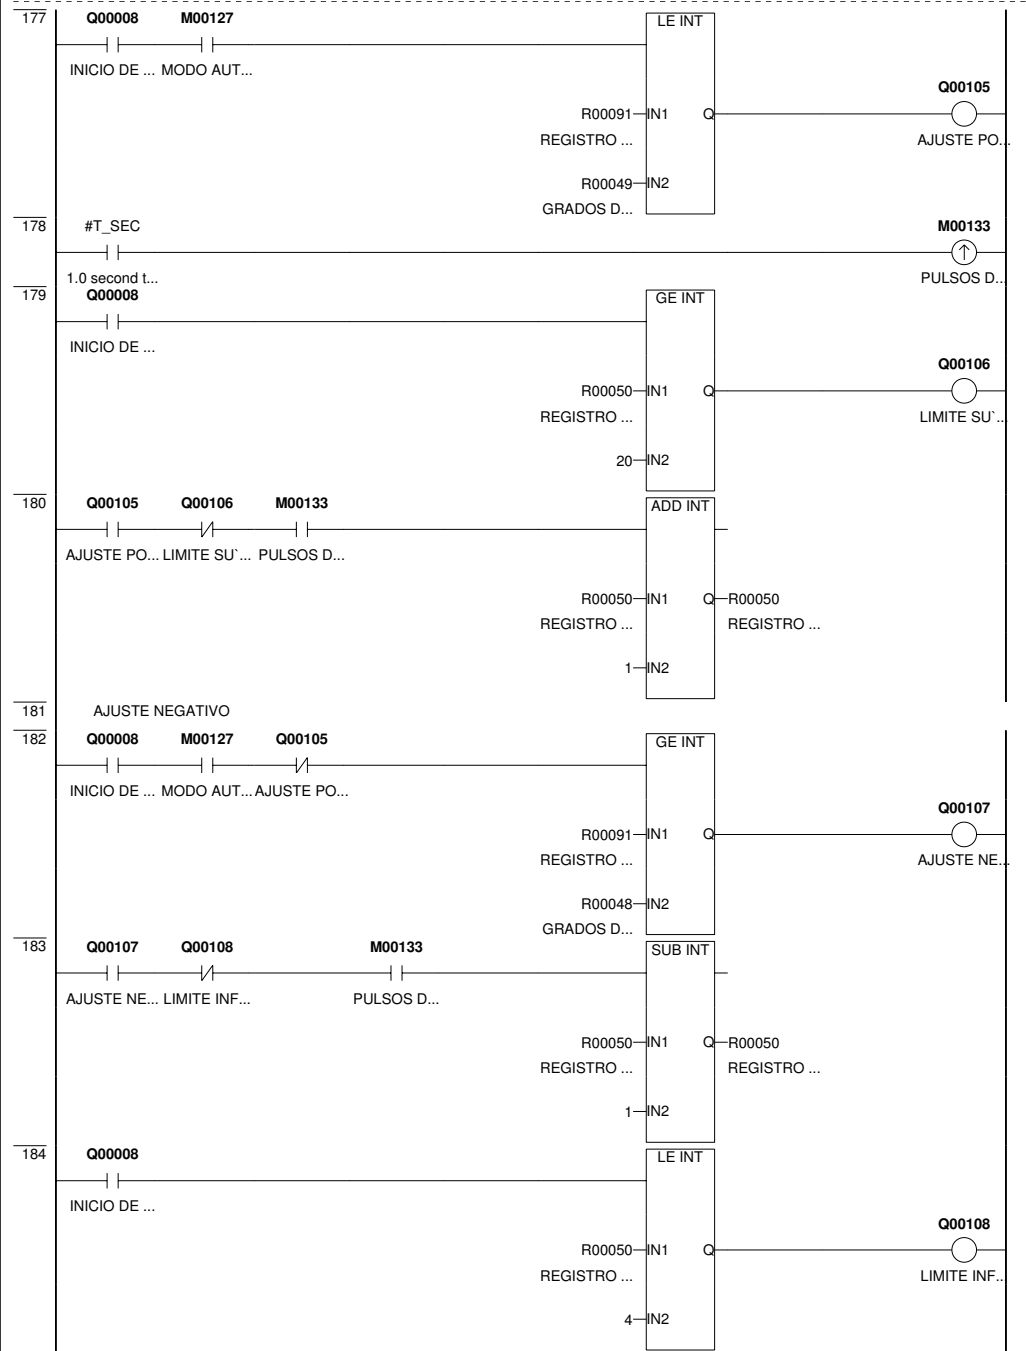 177 Q00008 M00127 LE INT
INICIO DE ... MODO AUT...
Q00105
R00091 IN1 Q
REGISTRO ... AJUSTE PO...
R00049 IN2
GRADOS D...
178 #T_SEC M00133
1.0 second t... PULSOS D...
179 Q00008 GE INT
INICIO DE ...
Q00106
R00050 IN1 Q
REGISTRO ... LIMITE SU`...
20 IN2
180 Q00105 Q00106 M00133 ADD INT
AJUSTE PO... LIMITE SU`... PULSOS D...
R00050 IN1 Q R00050
REGISTRO ... REGISTRO ...
1 IN2
181 AJUSTE NEGATIVO
182 Q00008 M00127 Q00105 GE INT
INICIO DE ... MODO AUT... AJUSTE PO...
Q00107
R00091 IN1 Q
REGISTRO ... AJUSTE NE...
R00048 IN2
GRADOS D...
183 Q00107 Q00108 M00133 SUB INT
AJUSTE NE... LIMITE INF... PULSOS D...
R00050 IN1 Q R00050
REGISTRO ... REGISTRO ...
1 IN2
184 Q00008 LE INT
INICIO DE ...
Q00108
R00050 IN1 Q
REGISTRO ... LIMITE INF...
4 IN2